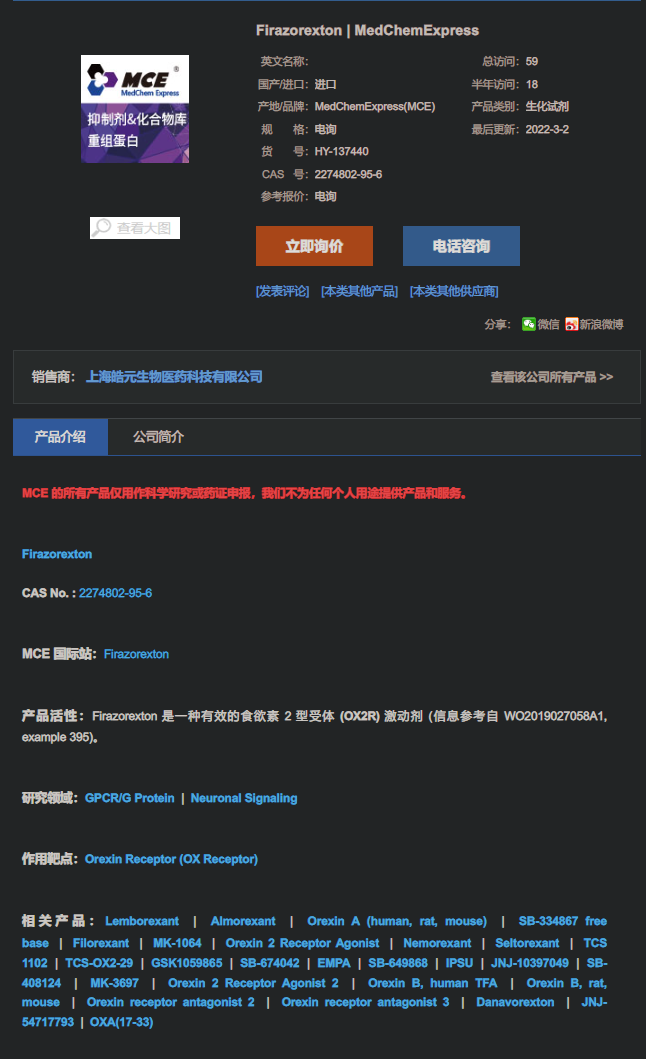 Firazorexton | MedChemExpress
英文名称:
总访问: 59
国产/进口: 进口
半年访问: 18
产地/品牌: MedChemExpress(MCE)
产品类别: 生化试剂
规 格: 电询
最后更新: 2022-3-2
货 号: HY-137440
CAS 号: 2274802-95-6
参考报价: 电询
MCE ®
MedChem Express
抑制剂&化合物库
重组蛋白
查看大图
立即询价
电话咨询
[发表评论] [本类其他产品] [本类其他供应商]
分享: 微信 新浪微博
销售商: 上海皓元生物医药科技有限公司
查看该公司所有产品 >>
产品介绍
公司简介
MCE 的所有产品仅用作科学研究或药证申报，我们不为任何个人用途提供产品和服务。
Firazorexton
CAS No. : 2274802-95-6
MCE 国际站：Firazorexton
产品活性：Firazorexton 是一种有效的食欲素 2 型受体 (OX2R) 激动剂 (信息参考自 WO2019027058A1,
example 395)。
研究领域：GPCR/G Protein | Neuronal Signaling
作用靶点：Orexin Receptor (OX Receptor)
相关产品：Lemborexant | Almorexant | Orexin A (human, rat, mouse) | SB-334867 free
base | Filorexant | MK-1064 | Orexin 2 Receptor Agonist | Nemorexant | Seltorexant | TCS
1102 | TCS-OX2-29 | GSK1059865 | SB-674042 | EMPA | SB-649868 | IPSU | JNJ-10397049 | SB-
408124 | MK-3697 | Orexin 2 Receptor Agonist 2 | Orexin B, human TFA | Orexin B, rat,
mouse | Orexin receptor antagonist 2 | Orexin receptor antagonist 3 | Danavorexton | JNJ-
54717793 | OXA(17-33)